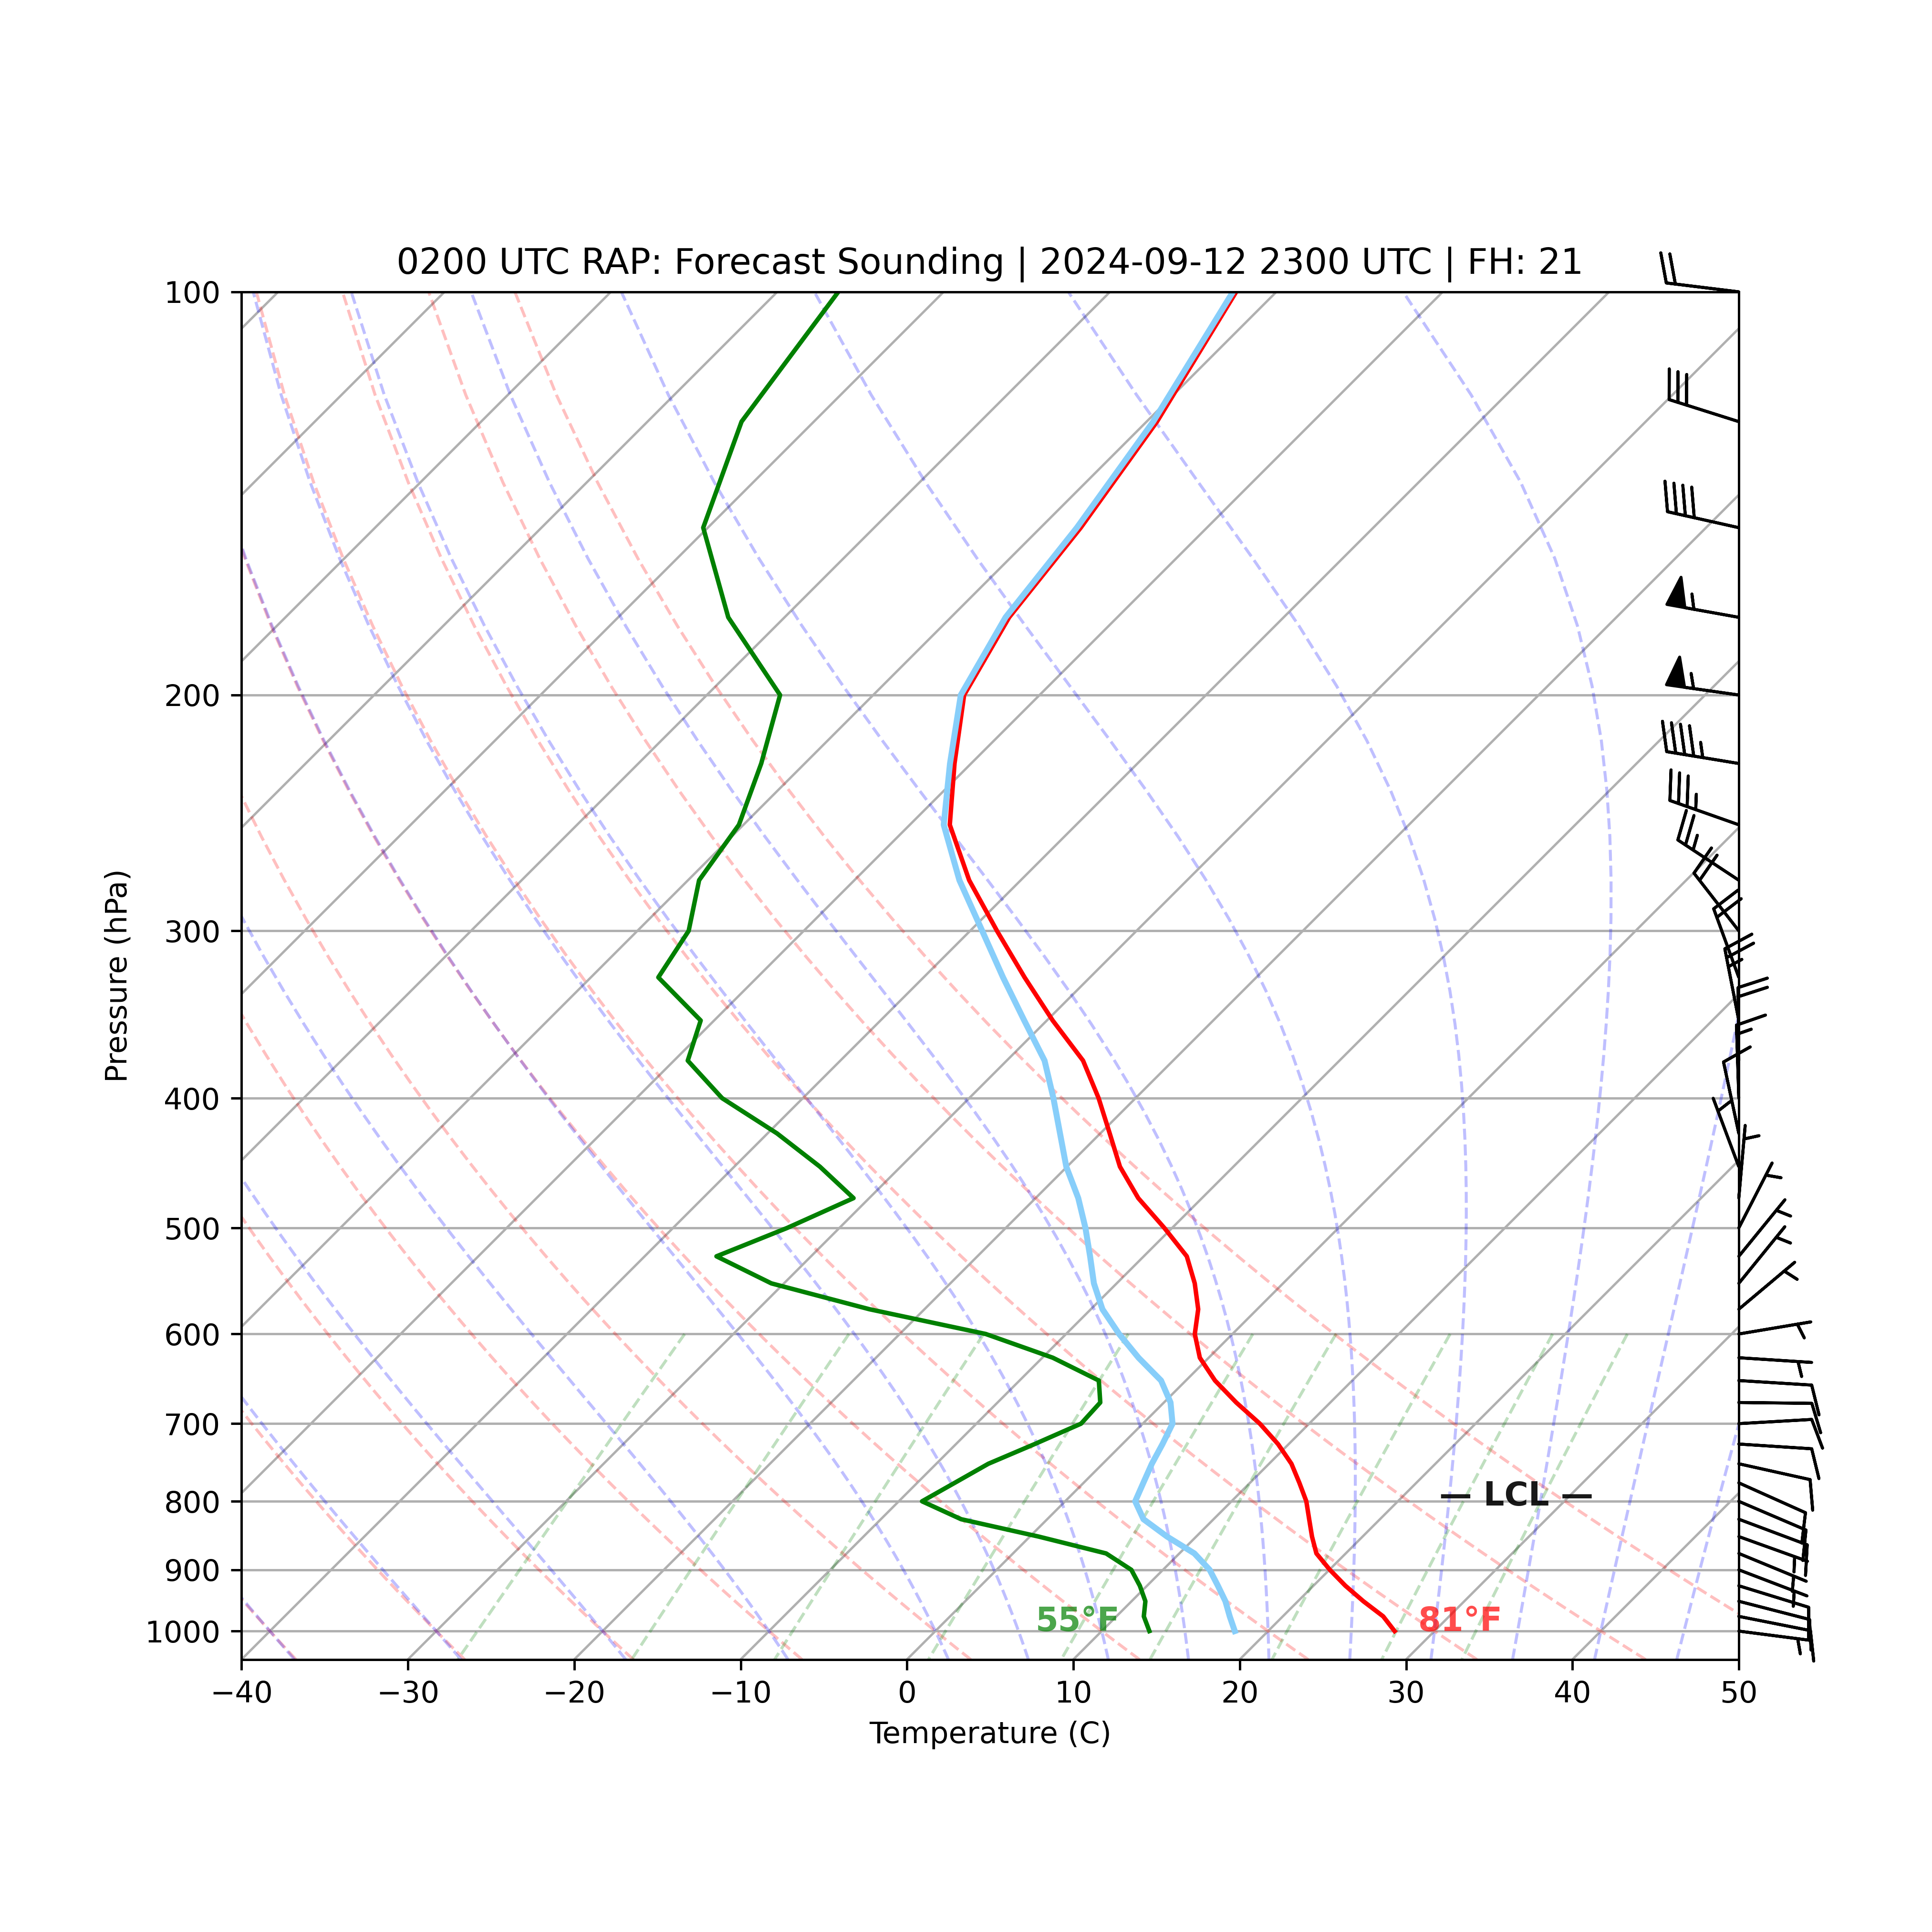 0200 UTC RAP: Forecast Sounding | 2024-09-12 2300 UTC | FH: 21
100
200
300
400
500
600
700
800
900
1000
Pressure (hPa)
— LCL —
55°F
81°F
−40 −30 −20 −10 0 10 20 30 40 50
Temperature (C)